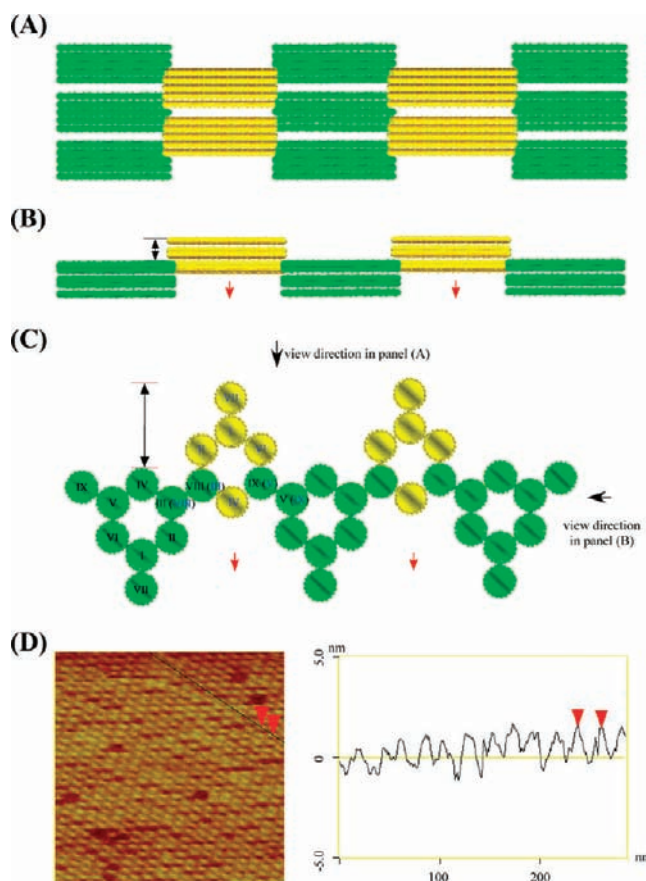 (A)
(B)
(C)
view direction in panel (A)
VII
IX
IV
V
view direction
in panel (B)
VI
II
I
VII
(D)
5.0
nm
0
-5.0
100
200
nm